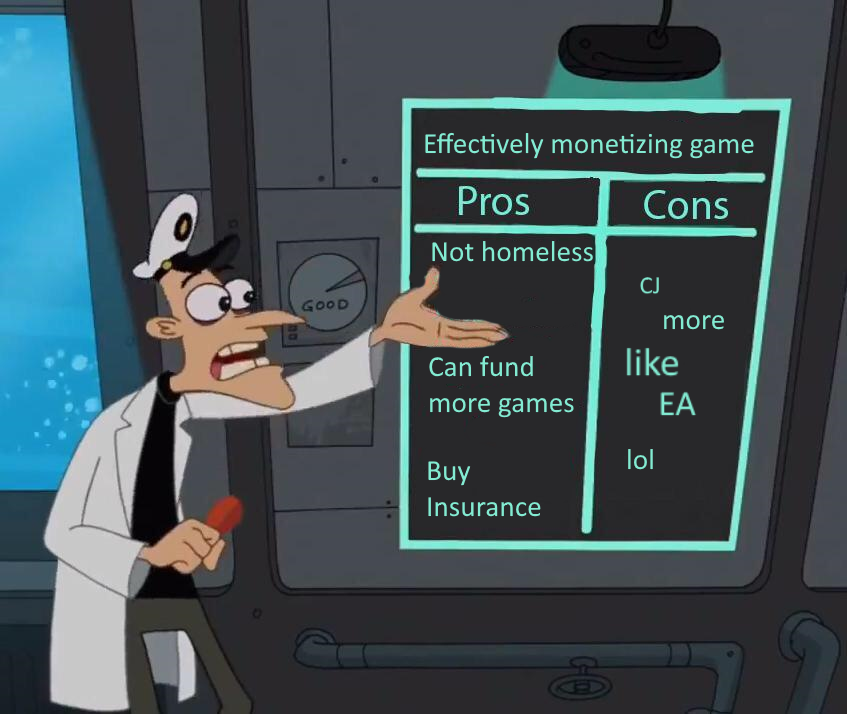 Effectively monetizing game
Pros
Cons
Not homeless
Can fund
more games
Buy
Insurance
CJ
more
like
EA
lol
GOOD